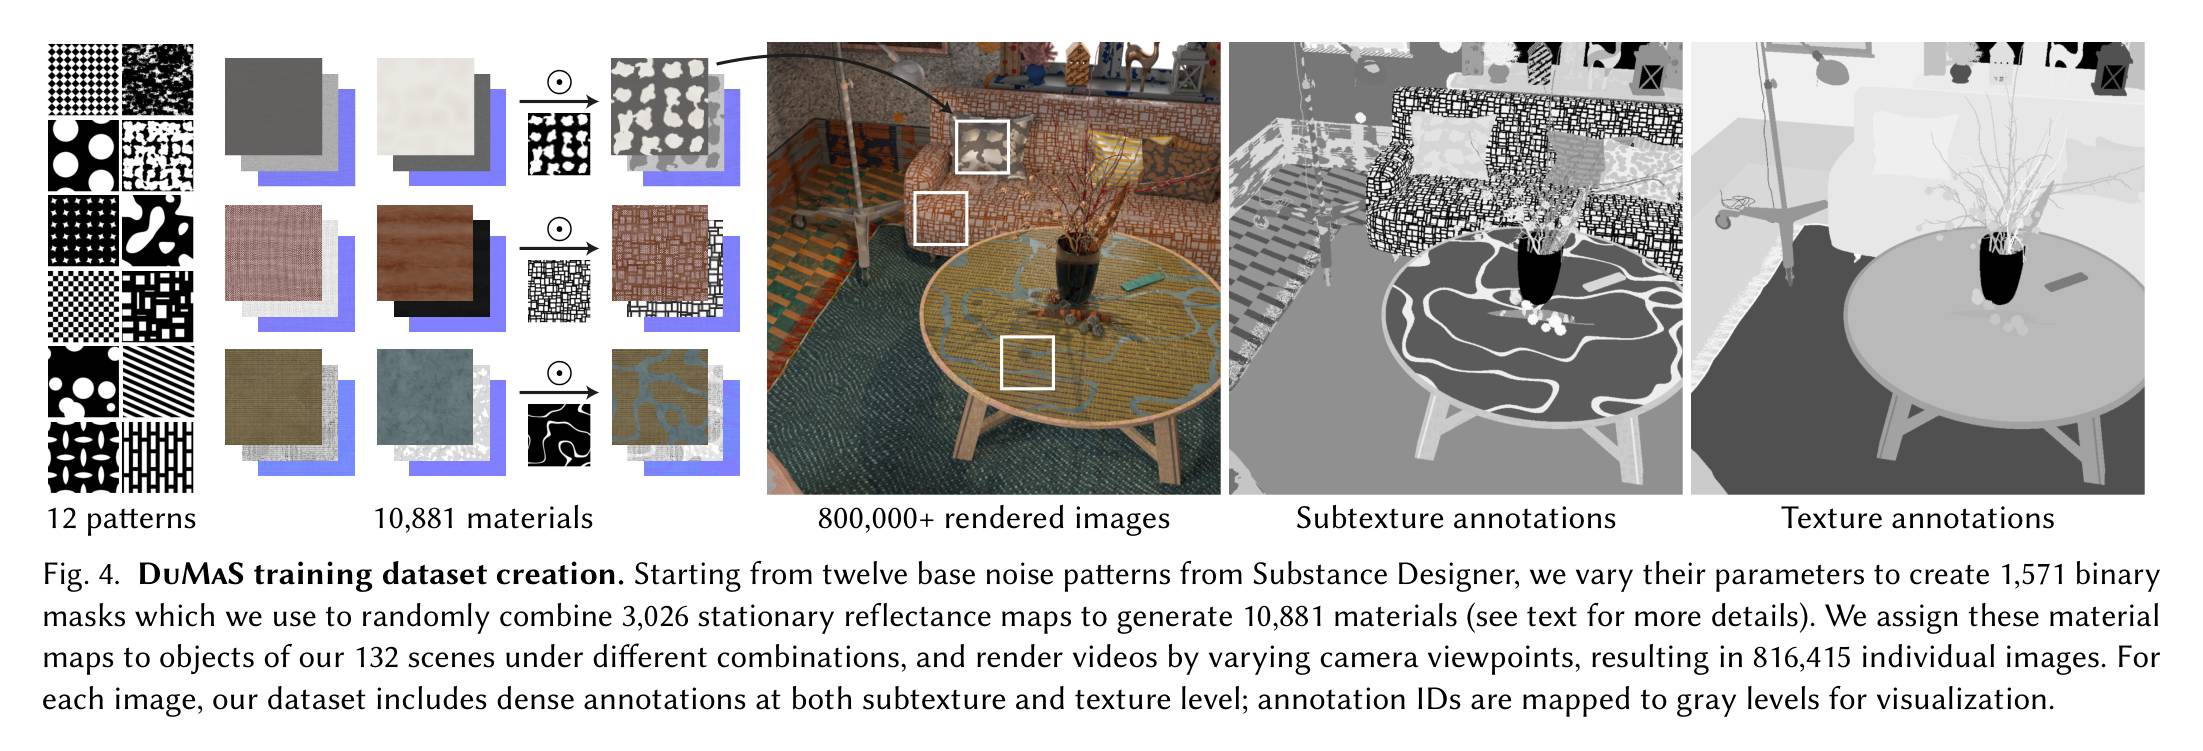 12 patterns
10,881 materials
800,000+ rendered images
Subtexture annotations
Texture annotations
Fig. 4. DuMaS training dataset creation. Starting from twelve base noise patterns from Substance Designer, we vary their parameters to create 1,571 binary
masks which we use to randomly combine 3,026 stationary reflectance maps to generate 10,881 materials (see text for more details). We assign these material
maps to objects of our 132 scenes under different combinations, and render videos by varying camera viewpoints, resulting in 816,415 individual images. For
each image, our dataset includes dense annotations at both subtexture and texture level; annotation IDs are mapped to gray levels for visualization.